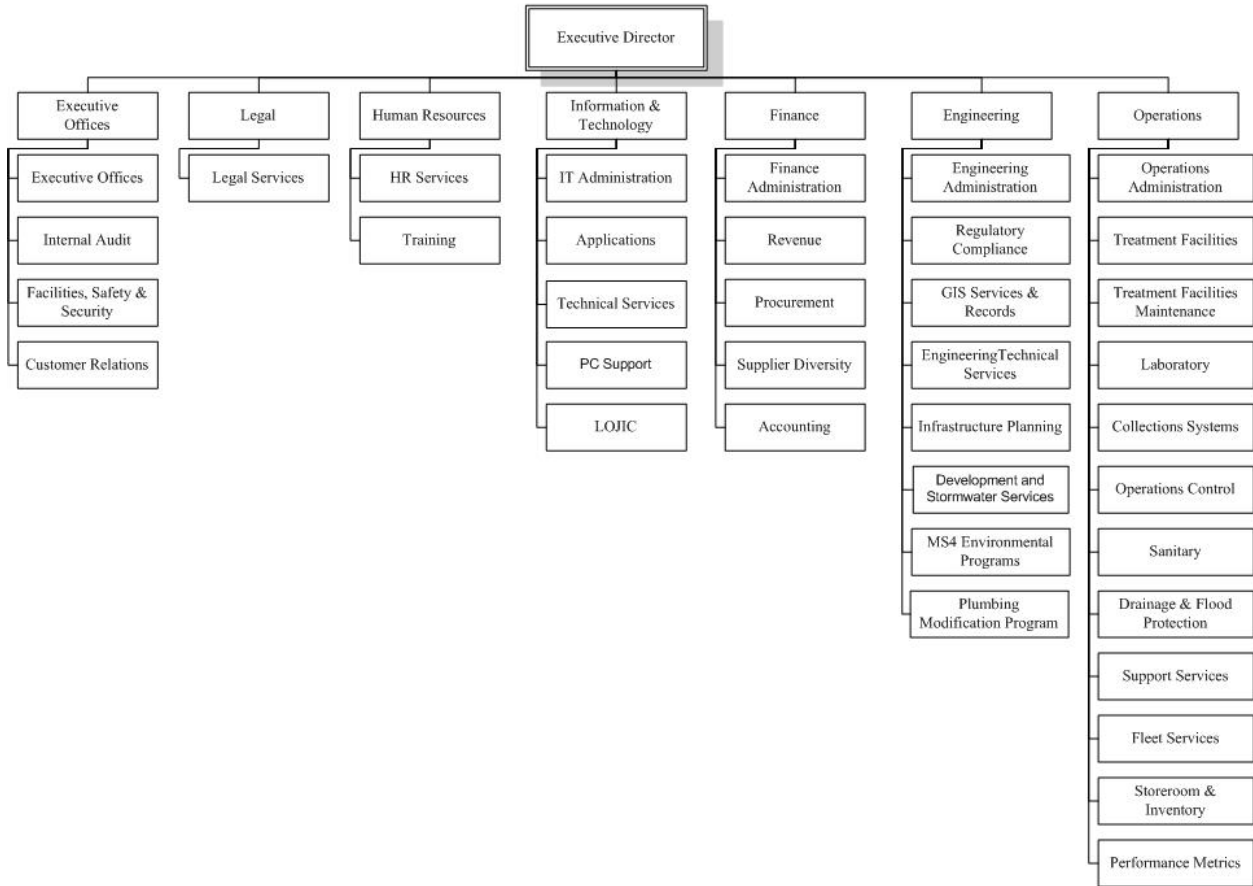 Executive Director
Executive
Offices
Legal
Human Resources
Information &
Technology
Finance
Engineering
Operations
Executive Offices
Internal Audit
Facilities, Safety &
Security
Customer Relations
Legal Services
HR Services
Training
IT Administration
Applications
Technical Services
PC Support
LOJIC
Finance
Administration
Revenue
Procurement
Supplier Diversity
Accounting
Engineering
Administration
Regulatory
Compliance
GIS Services &
Records
EngineeringTechnical
Services
Infrastructure Planning
Development and
Stormwater Services
MS4 Environmental
Programs
Plumbing
Modification Program
Operations
Administration
Treatment Facilities
Treatment Facilities
Maintenance
Laboratory
Collections Systems
Operations Control
Sanitary
Drainage & Flood
Protection
Support Services
Fleet Services
Storeroom &
Inventory
Performance Metrics